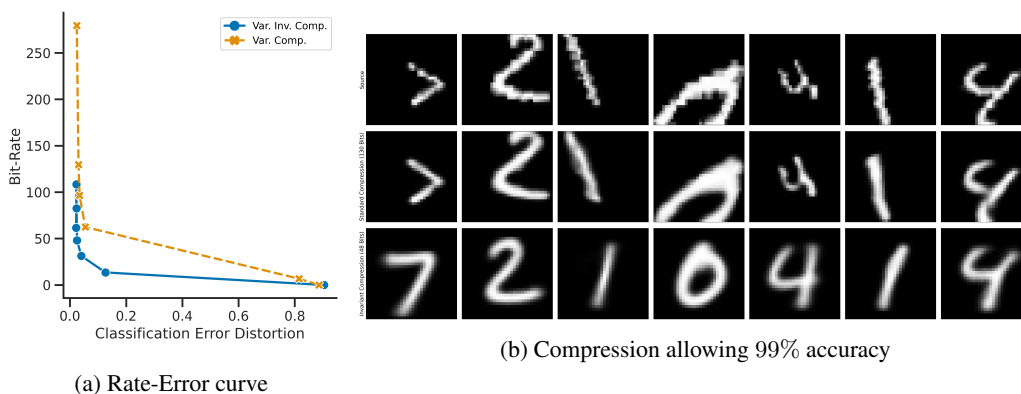 Var. Inv. Comp.
Var. Comp.
250
200
150
100
50
0
Bit-Rate
0.0 0.2 0.4 0.6 0.8
Classification Error Distortion
(a) Rate-Error curve
Source
Standard Compression (130 Bits)
Invariant Compression (48 Bits)
(b) Compression allowing 99% accuracy